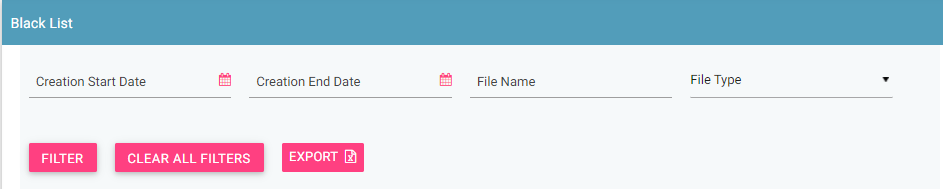 Black List
Creation Start Date
Creation End Date
File Name
File Type
FILTER
CLEAR ALL FILTERS
EXPORT